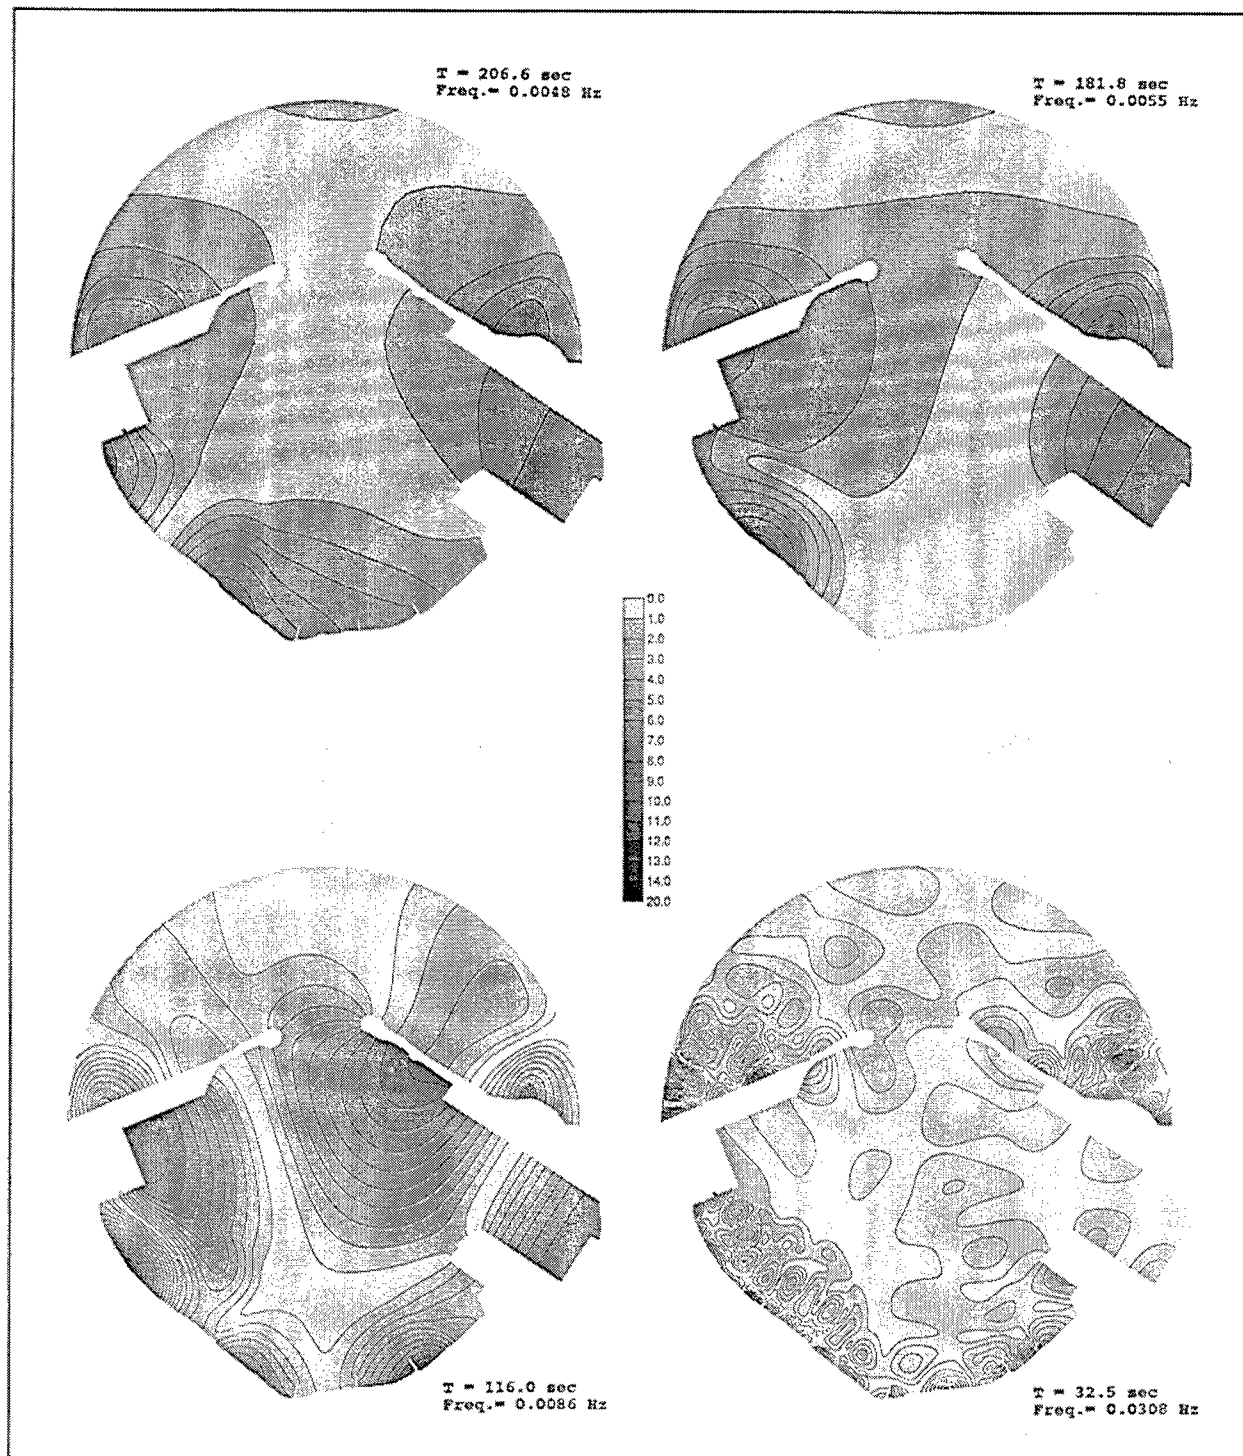 T = 206.6 sec
Freq.= 0.0048 Hz
T = 181.8 sec
Freq.= 0.0055 Hz
0.0
1.0
2.0
3.0
4.0
5.0
6.0
7.0
8.0
9.0
10.0
11.0
12.0
13.0
14.0
20.0
T = 116.0 sec
Freq.= 0.0086 Hz
T = 32.5 sec
Freq.= 0.0308 Hz